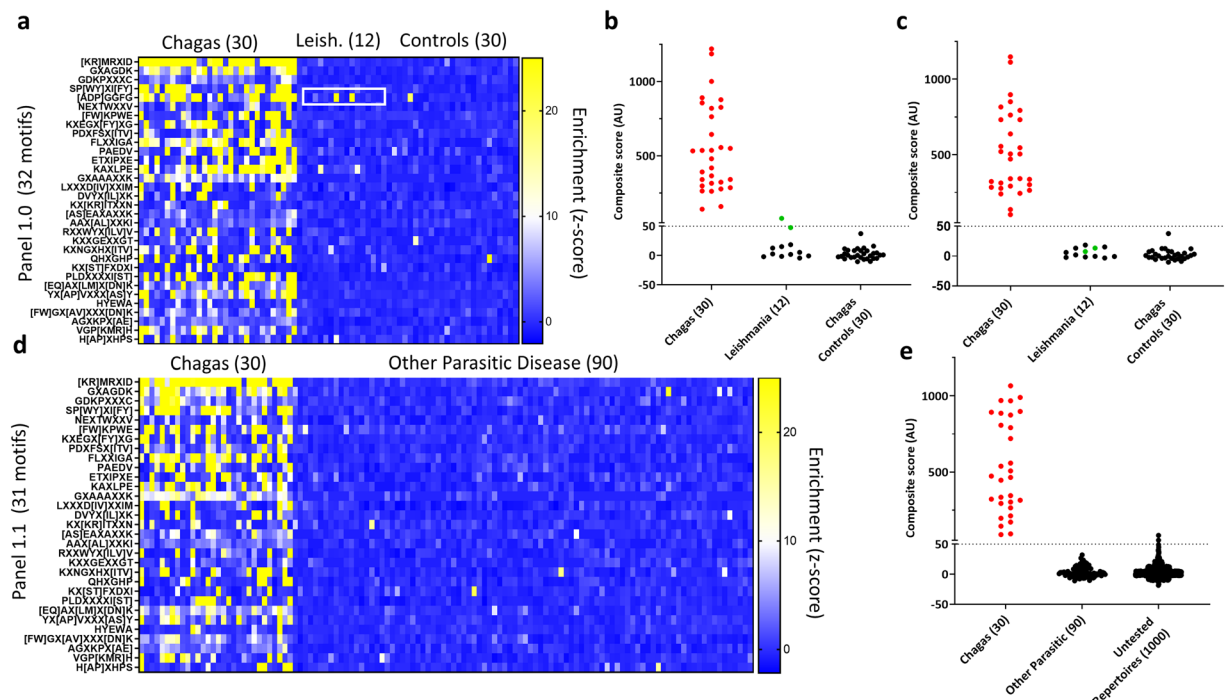 a
Chagas (30) Leish. (12) Controls (30)
Panel 1.0 (32 motifs)
[KR]MRXID
GXAGDK
GDKPXXXC
SP[WY]XI[FY]
[ADP]GGFG
NEXTWXXV
[FW]KPWE
KXEGX[FY]XG
PDXFSX[ITV]
FLXXIGA
PAEDV
ETXIPXE
KAXLPE
GXAAAXXK
LXXXD[IV]XXIM
DVYX[IL]XK
KX[KR]ITXXN
[AS]EAXAXXK
AAX[AL]XXKI
RXXWYX[ILV]V
KXXGEXXGT
KXNGXHX[ITV]
QHXGHP
KX[ST]FXDXI
PLDXXXXI[ST]
[EQ]AX[LM]X[DN]K
YX[AP]VXXX[AS]Y
HYEWA
[FW]GX[AV]XXX[DN]K
AGXKPX[AE]
VGP[KMR]H
H[AP]XHPS
20
10
0
Enrichment (z-score)
b
Composite score (AU)
1000
500
50
0
-50
Chagas (30)
Leishmania (12)
Chagas
Controls (30)
c
Composite score (AU)
1000
500
50
0
-50
Chagas (30)
Leishmania (12)
Chagas
Controls (30)
d
Chagas (30) Other Parasitic Disease (90)
Panel 1.1 (31 motifs)
[KR]MRXID
GXAGDK
GDKPXXXC
SP[WY]XI[FY]
NEXTWXXV
[FW]KPWE
KXEGX[FY]XG
PDXFSX[ITV]
FLXXIGA
PAEDV
ETXIPXE
KAXLPE
GXAAAXXK
LXXXD[IV]XXIM
DVYX[IL]XK
KX[KR]ITXXN
[AS]EAXAXXK
AAX[AL]XXKI
RXXWYX[ILV]V
KXXGEXXGT
KXNGXHX[ITV]
QHXGHP
KX[ST]FXDXI
PLDXXXXI[ST]
[EQ]AX[LM]X[DN]K
YX[AP]VXXX[AS]Y
HYEWA
[FW]GX[AV]XXX[DN]K
AGXKPX[AE]
VGP[KMR]H
H[AP]XHPS
20
10
0
Enrichment (z-score)
e
Composite score (AU)
1000
500
50
0
-50
Chagas (30)
Other Parasitic (90)
Untested
Repertoires (1000)